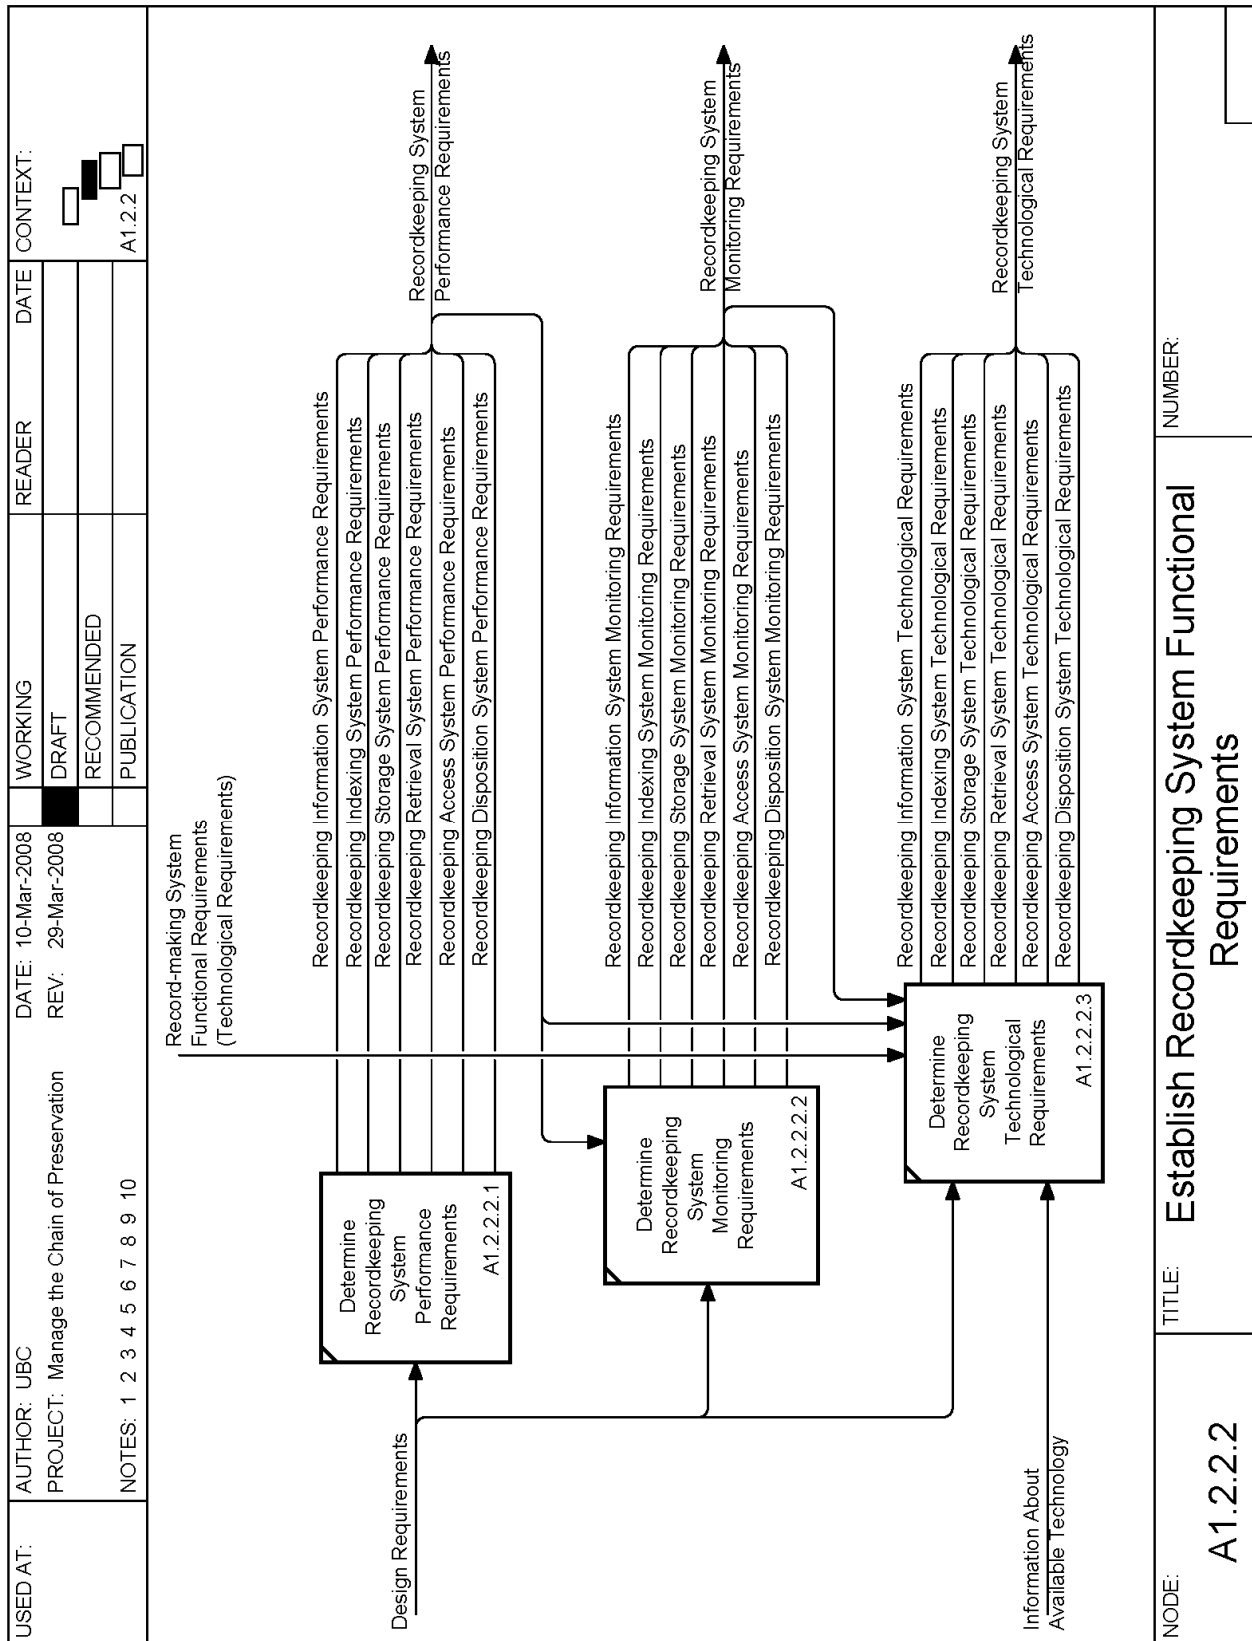 USED AT:
AUTHOR: UBC
DATE: 10-Mar-2008
WORKING
READER
DATE
CONTEXT:
PROJECT: Manage the Chain of Preservation
REV: 29-Mar-2008
DRAFT
RECOMMENDED
NOTES: 1 2 3 4 5 6 7 8 9 10
PUBLICATION
A1.2.2
Record-making System
Functional Requirements
(Technological Requirements)
Design Requirements
Determine
Recordkeeping
System
Performance
Requirements
A1.2.2.2.1
Recordkeeping Information System Performance Requirements
Recordkeeping Indexing System Performance Requirements
Recordkeeping Storage System Performance Requirements
Recordkeeping Retrieval System Performance Requirements
Recordkeeping Access System Performance Requirements
Recordkeeping Disposition System Performance Requirements
Recordkeeping System
Performance Requirements
Determine
Recordkeeping
System
Monitoring
Requirements
A1.2.2.2.2
Recordkeeping Information System Monitoring Requirements
Recordkeeping Indexing System Monitoring Requirements
Recordkeeping Storage System Monitoring Requirements
Recordkeeping Retrieval System Monitoring Requirements
Recordkeeping Access System Monitoring Requirements
Recordkeeping Disposition System Monitoring Requirements
Recordkeeping System
Monitoring Requirements
Information About
Available Technology
Determine
Recordkeeping
System
Technological
Requirements
A1.2.2.2.3
Recordkeeping Information System Technological Requirements
Recordkeeping Indexing System Technological Requirements
Recordkeeping Storage System Technological Requirements
Recordkeeping Retrieval System Technological Requirements
Recordkeeping Access System Technological Requirements
Recordkeeping Disposition System Technological Requirements
Recordkeeping System
Technological Requirements
NODE:
A1.2.2.2
TITLE:
Establish Recordkeeping System Functional
Requirements
NUMBER: